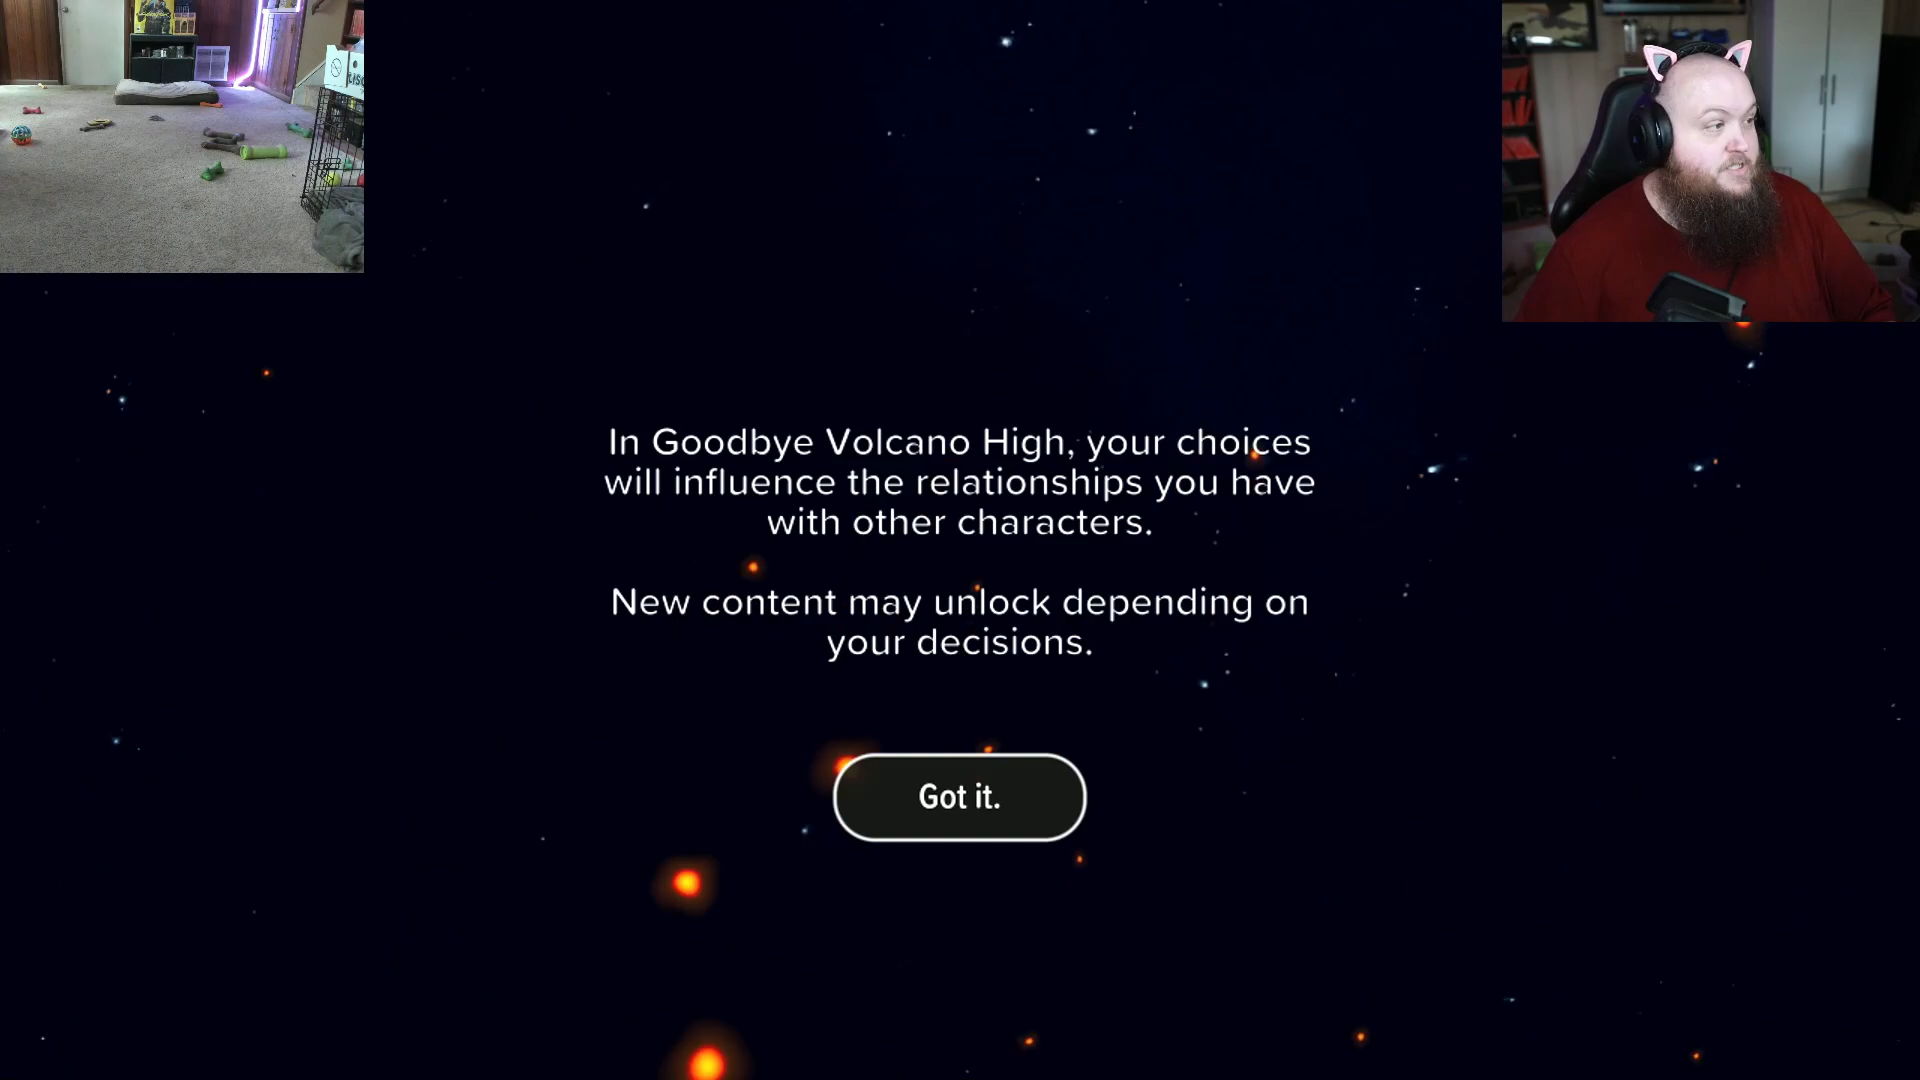 In Goodbye Volcano High, your choices
will influence the relationships you have
with other characters.
New content may unlock depending on
your decisions.
Got it.